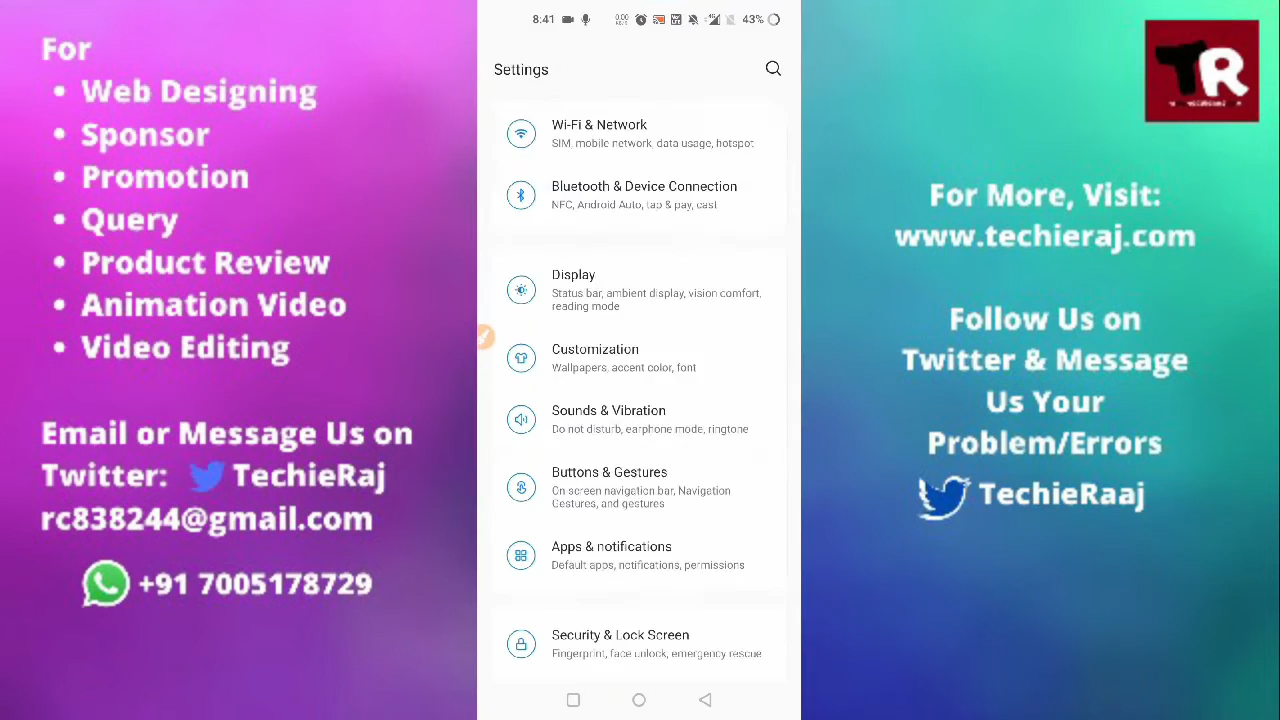 For
• Web Designing
• Sponsor
• Promotion
• Query
• Product Review
• Animation Video
• Video Editing
Email or Message Us on
Twitter: TechieRaj
rc838244@gmail.com
+91 7005178729
8:41 0.00 KB/S 4G 43%
Settings
Wi-Fi & Network
SIM, mobile network, data usage, hotspot
Bluetooth & Device Connection
NFC, Android Auto, tap & pay, cast
Display
Status bar, ambient display, vision comfort,
reading mode
Customization
Wallpapers, accent color, font
Sounds & Vibration
Do not disturb, earphone mode, ringtone
Buttons & Gestures
On screen navigation bar, Navigation
Gestures, and gestures
Apps & notifications
Default apps, notifications, permissions
Security & Lock Screen
Fingerprint, face unlock, emergency rescue
TR
For More, Visit:
www.techieraj.com
Follow Us on
Twitter & Message
Us Your
Problem/Errors
TechieRaaj